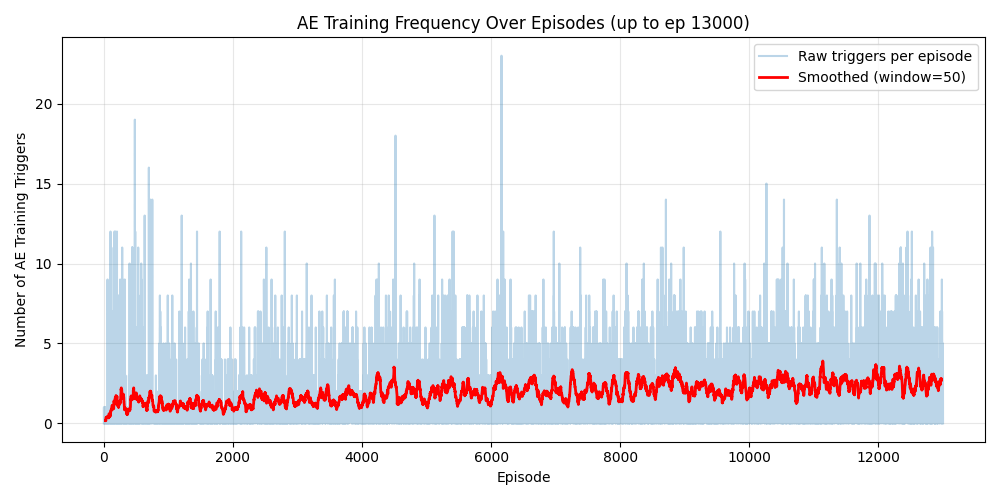 AE Training Frequency Over Episodes (up to ep 13000)
Raw triggers per episode
Smoothed (window=50)
Number of AE Training Triggers
20
15
10
5
0
0 2000 4000 6000 8000 10000 12000
Episode